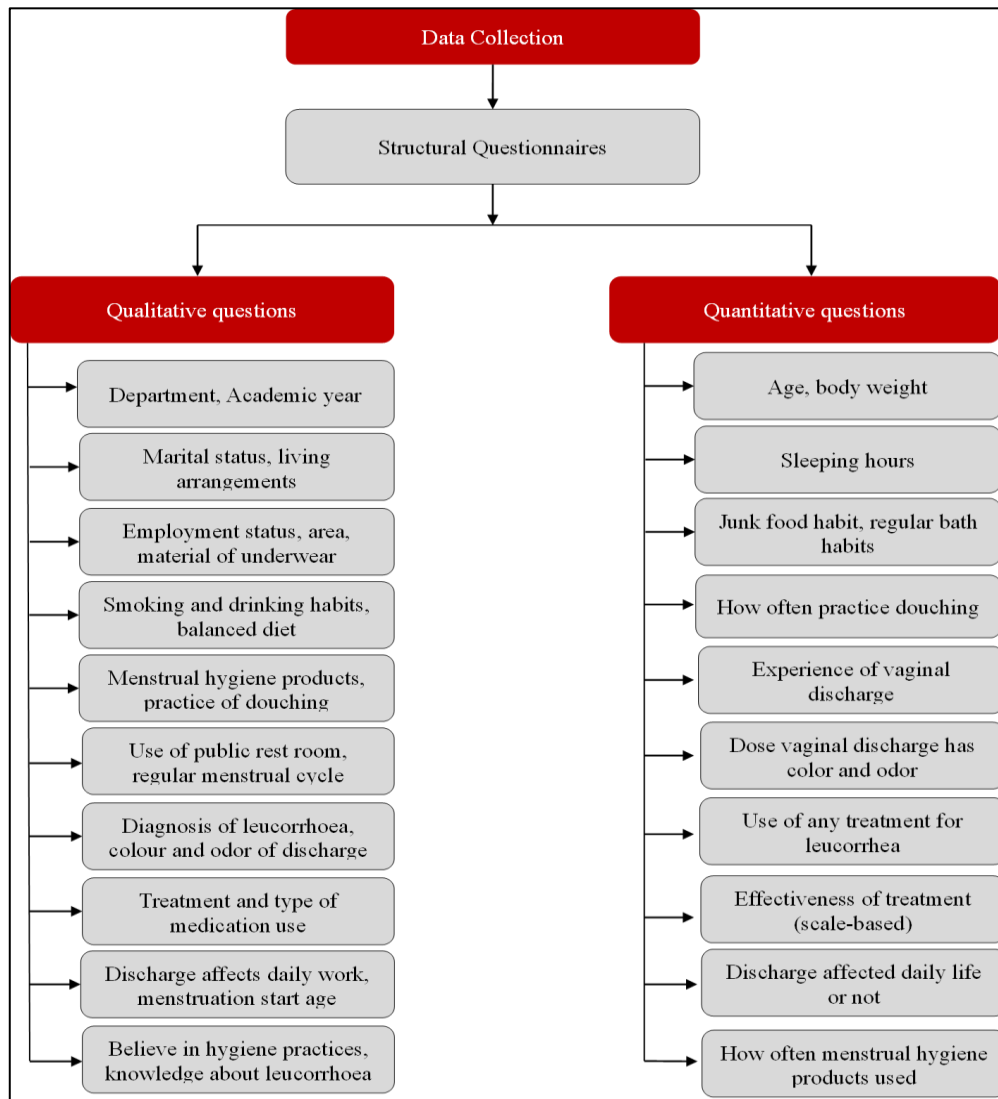 Data Collection
Structural Questionnaires
Qualitative questions
Department, Academic year
Marital status, living
arrangements
Employment status, area,
material of underwear
Smoking and drinking habits,
balanced diet
Menstrual hygiene products,
practice of douching
Use of public rest room,
regular menstrual cycle
Diagnosis of leucorrhoea,
colour and odor of discharge
Treatment and type of
medication use
Discharge affects daily work,
menstruation start age
Believe in hygiene practices,
knowledge about leucorrhoea
Quantitative questions
Age, body weight
Sleeping hours
Junk food habit, regular bath
habits
How often practice douching
Experience of vaginal
discharge
Dose vaginal discharge has
color and odor
Use of any treatment for
leucorrhea
Effectiveness of treatment
(scale-based)
Discharge affected daily life
or not
How often menstrual hygiene
products used